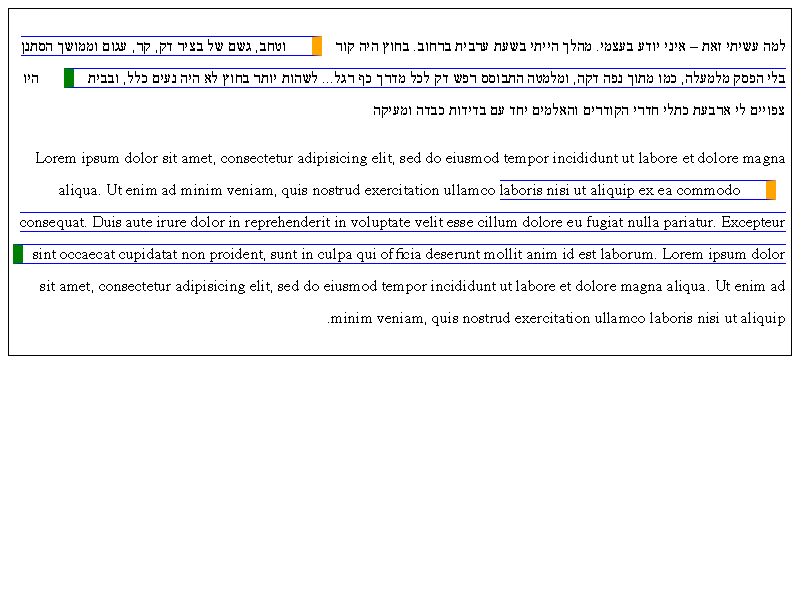 למה עשיתי זאת – איני יודע בעצמי. מהלך הייתי בשעת ערבית ברחוב. בחוץ היה קור וטחב, גשם של בציר דק, קר, עגום וממושך הסתנן
בלי הפסק מלמעלה, כמו מתוך נפה דקה, ומלמטה התבוסס רפש דק לכל מדרך כף רגל... לשהות יותר בחוץ לא היה נעים כלל, ובבית היו
צפויים לי ארבעת כתלי חדרי הקודרים והאלמים יחד עם בדידות כבדה ומעיקה
Lorem ipsum dolor sit amet, consectetur adipisicing elit, sed do eiusmod tempor incididunt ut labore et dolore magna
aliqua. Ut enim ad minim veniam, quis nostrud exercitation ullamco laboris nisi ut aliquip ex ea commodo
consequat. Duis aute irure dolor in reprehenderit in voluptate velit esse cillum dolore eu fugiat nulla pariatur. Excepteur
sint occaecat cupidatat non proident, sunt in culpa qui officia deserunt mollit anim id est laborum. Lorem ipsum dolor
sit amet, consectetur adipisicing elit, sed do eiusmod tempor incididunt ut labore et dolore magna aliqua. Ut enim ad
.minim veniam, quis nostrud exercitation ullamco laboris nisi ut aliquip